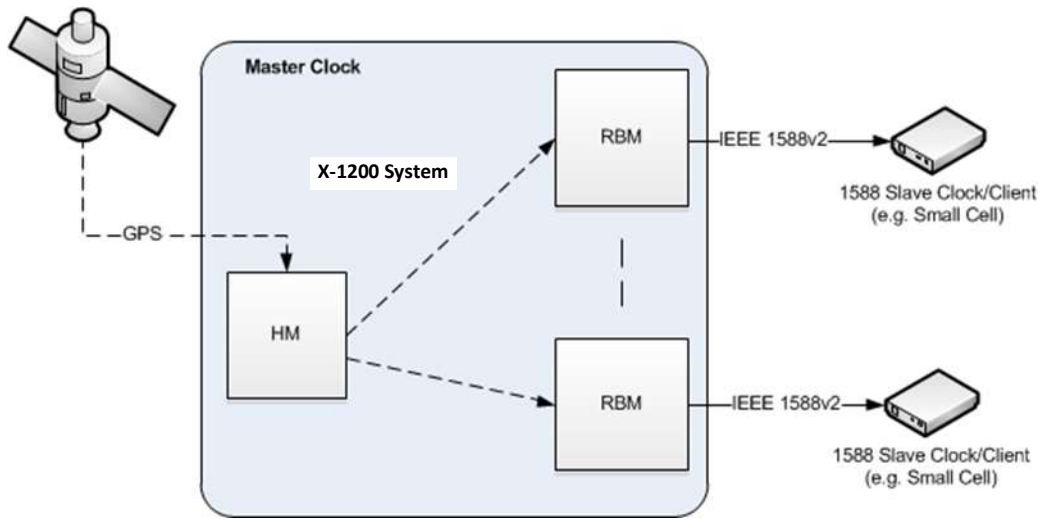 Master Clock
RBM
IEEE 1588v2
1588 Slave Clock/Client
(e.g. Small Cell)
X-1200 System
GPS
HM
RBM
IEEE 1588v2
1588 Slave Clock/Client
(e.g. Small Cell)